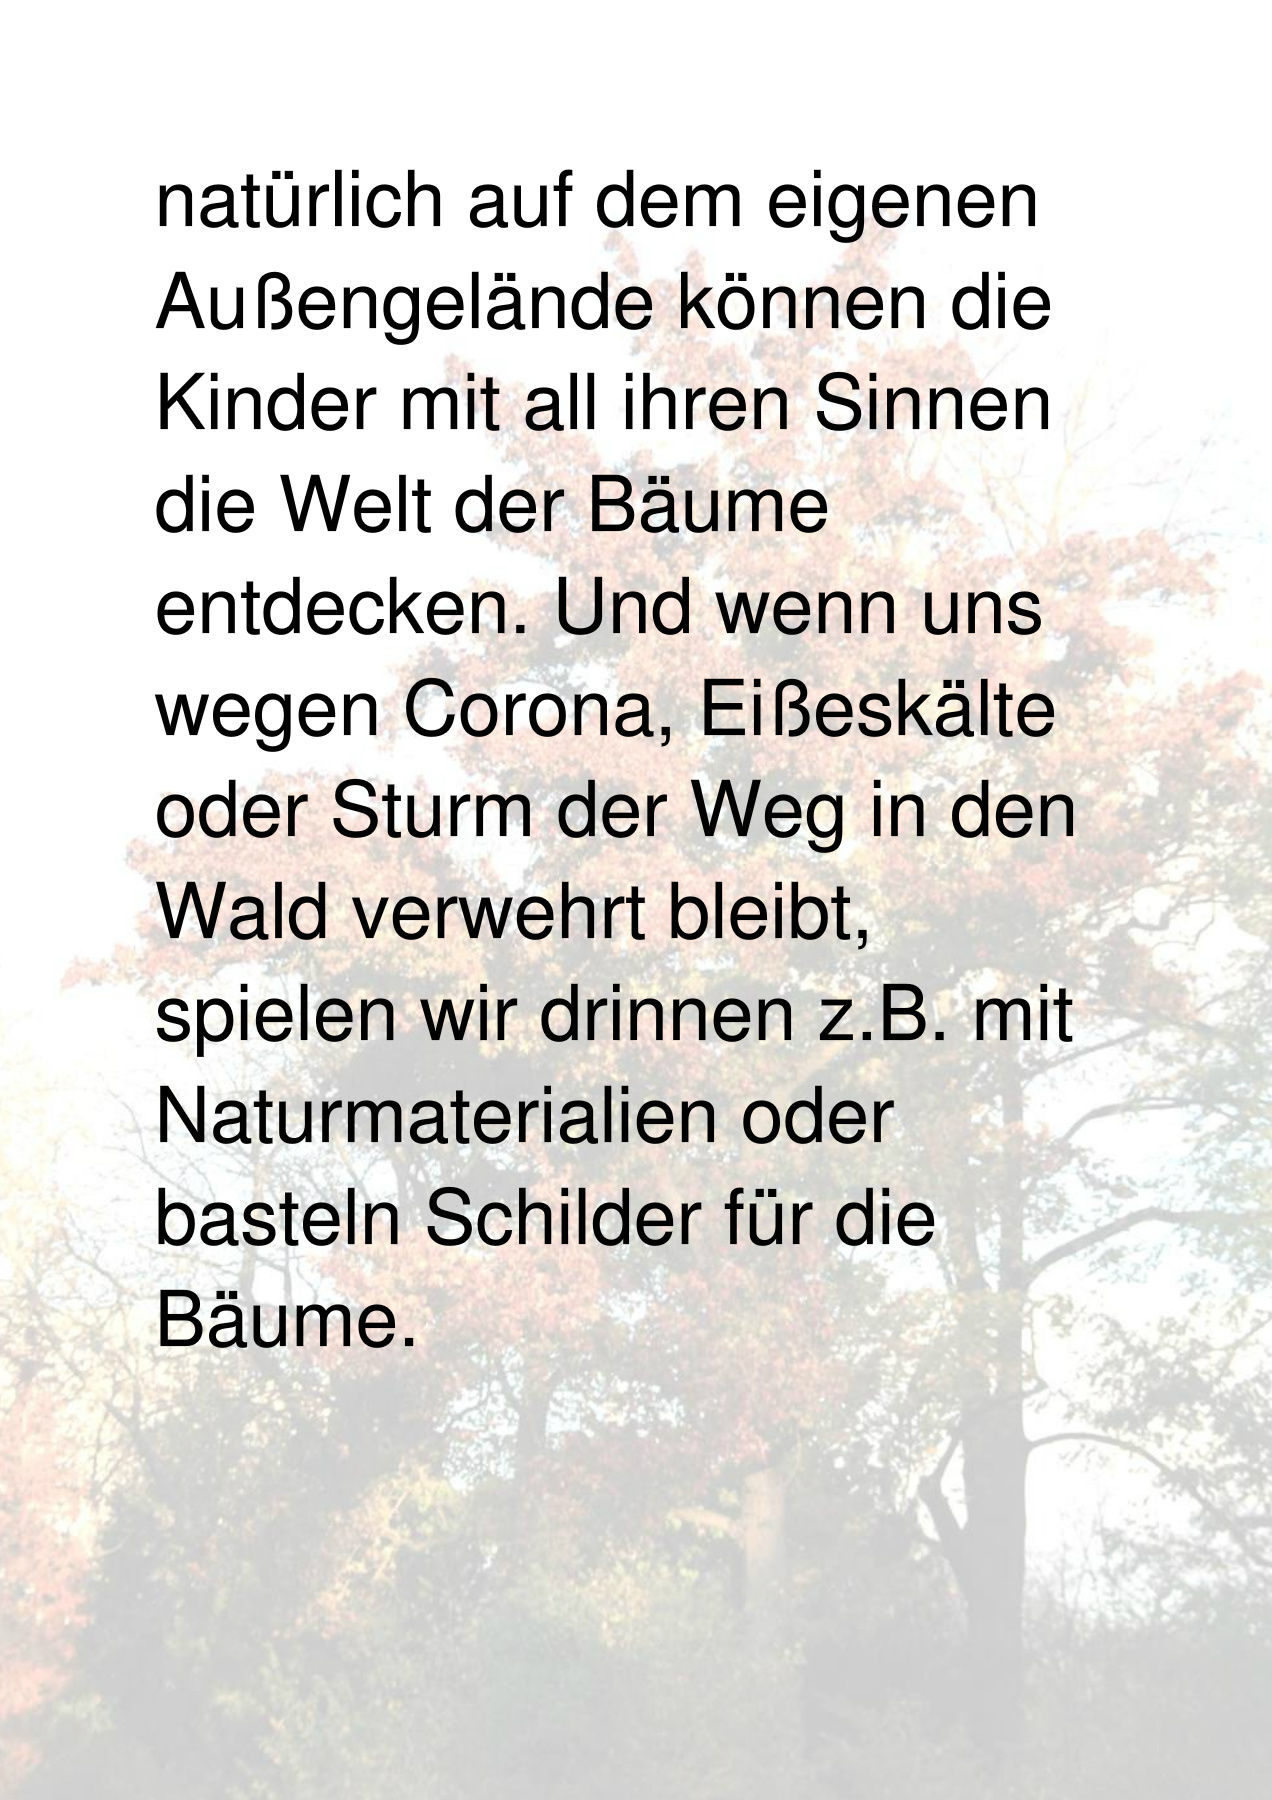 natürlich auf dem eigenen
Außengelände können die
Kinder mit all ihren Sinnen
die Welt der Bäume
entdecken. Und wenn uns
wegen Corona, Eißeskälte
oder Sturm der Weg in den
Wald verwehrt bleibt,
spielen wir drinnen z.B. mit
Naturmaterialien oder
basteln Schilder für die
Bäume.